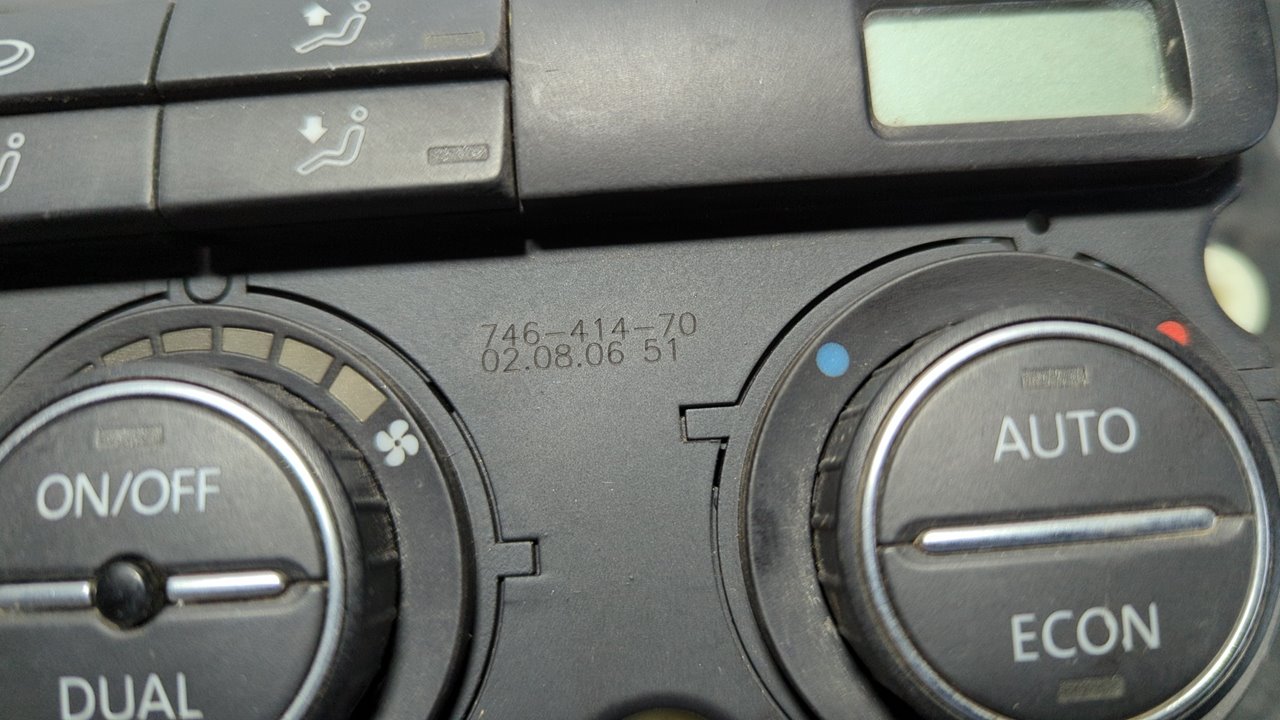 746-414-70
02.08.06 51
ON/OFF
DUAL
AUTO
ECON